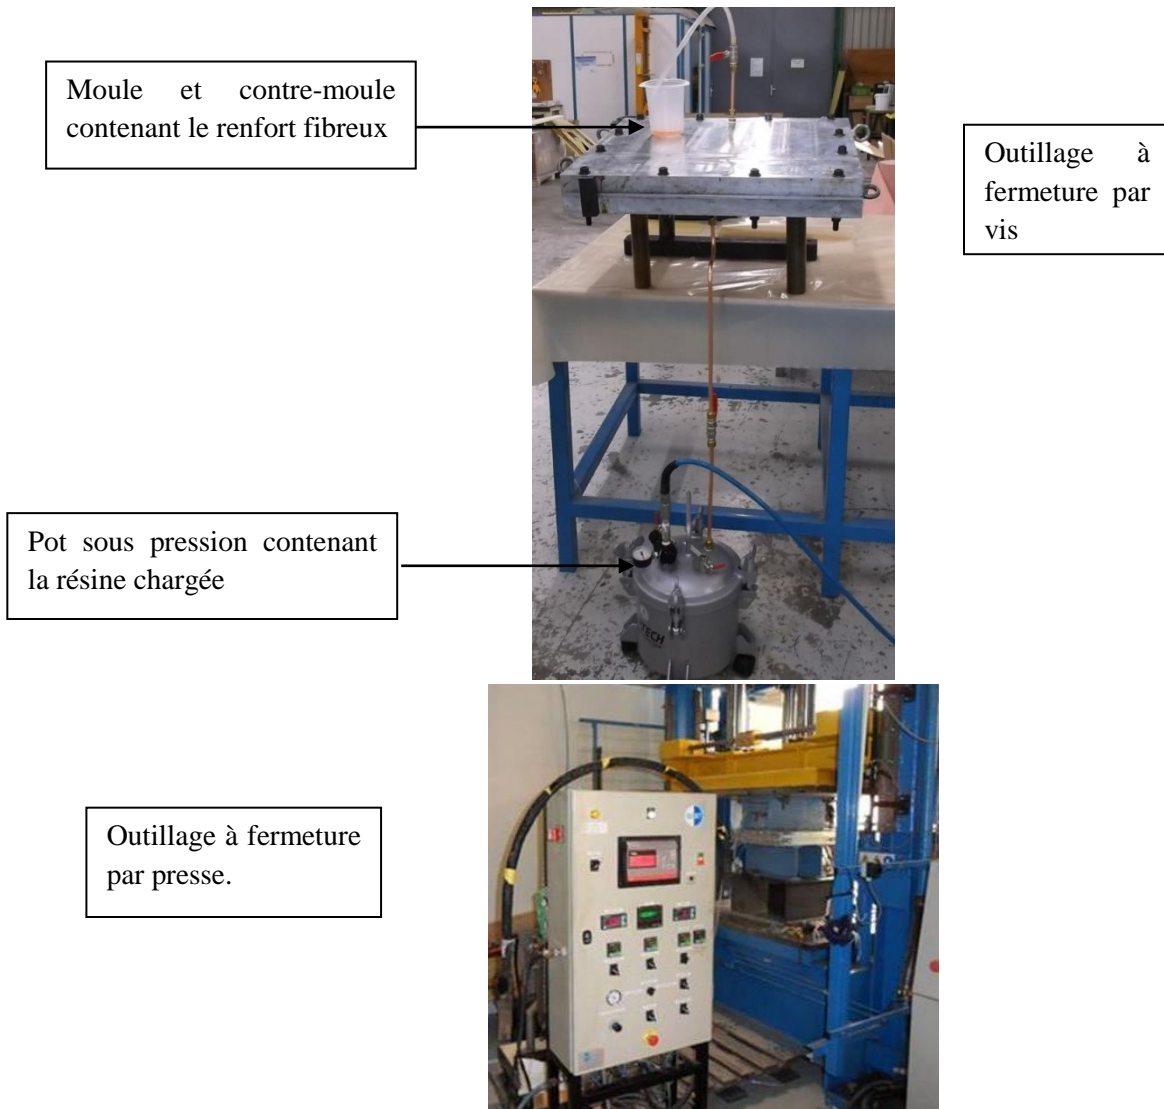 Moule et contre-moule
contenant le renfort fibreux
Outillage à
fermeture par
vis
Pot sous pression contenant
la résine chargée
TECH
Outillage à fermeture
par presse.